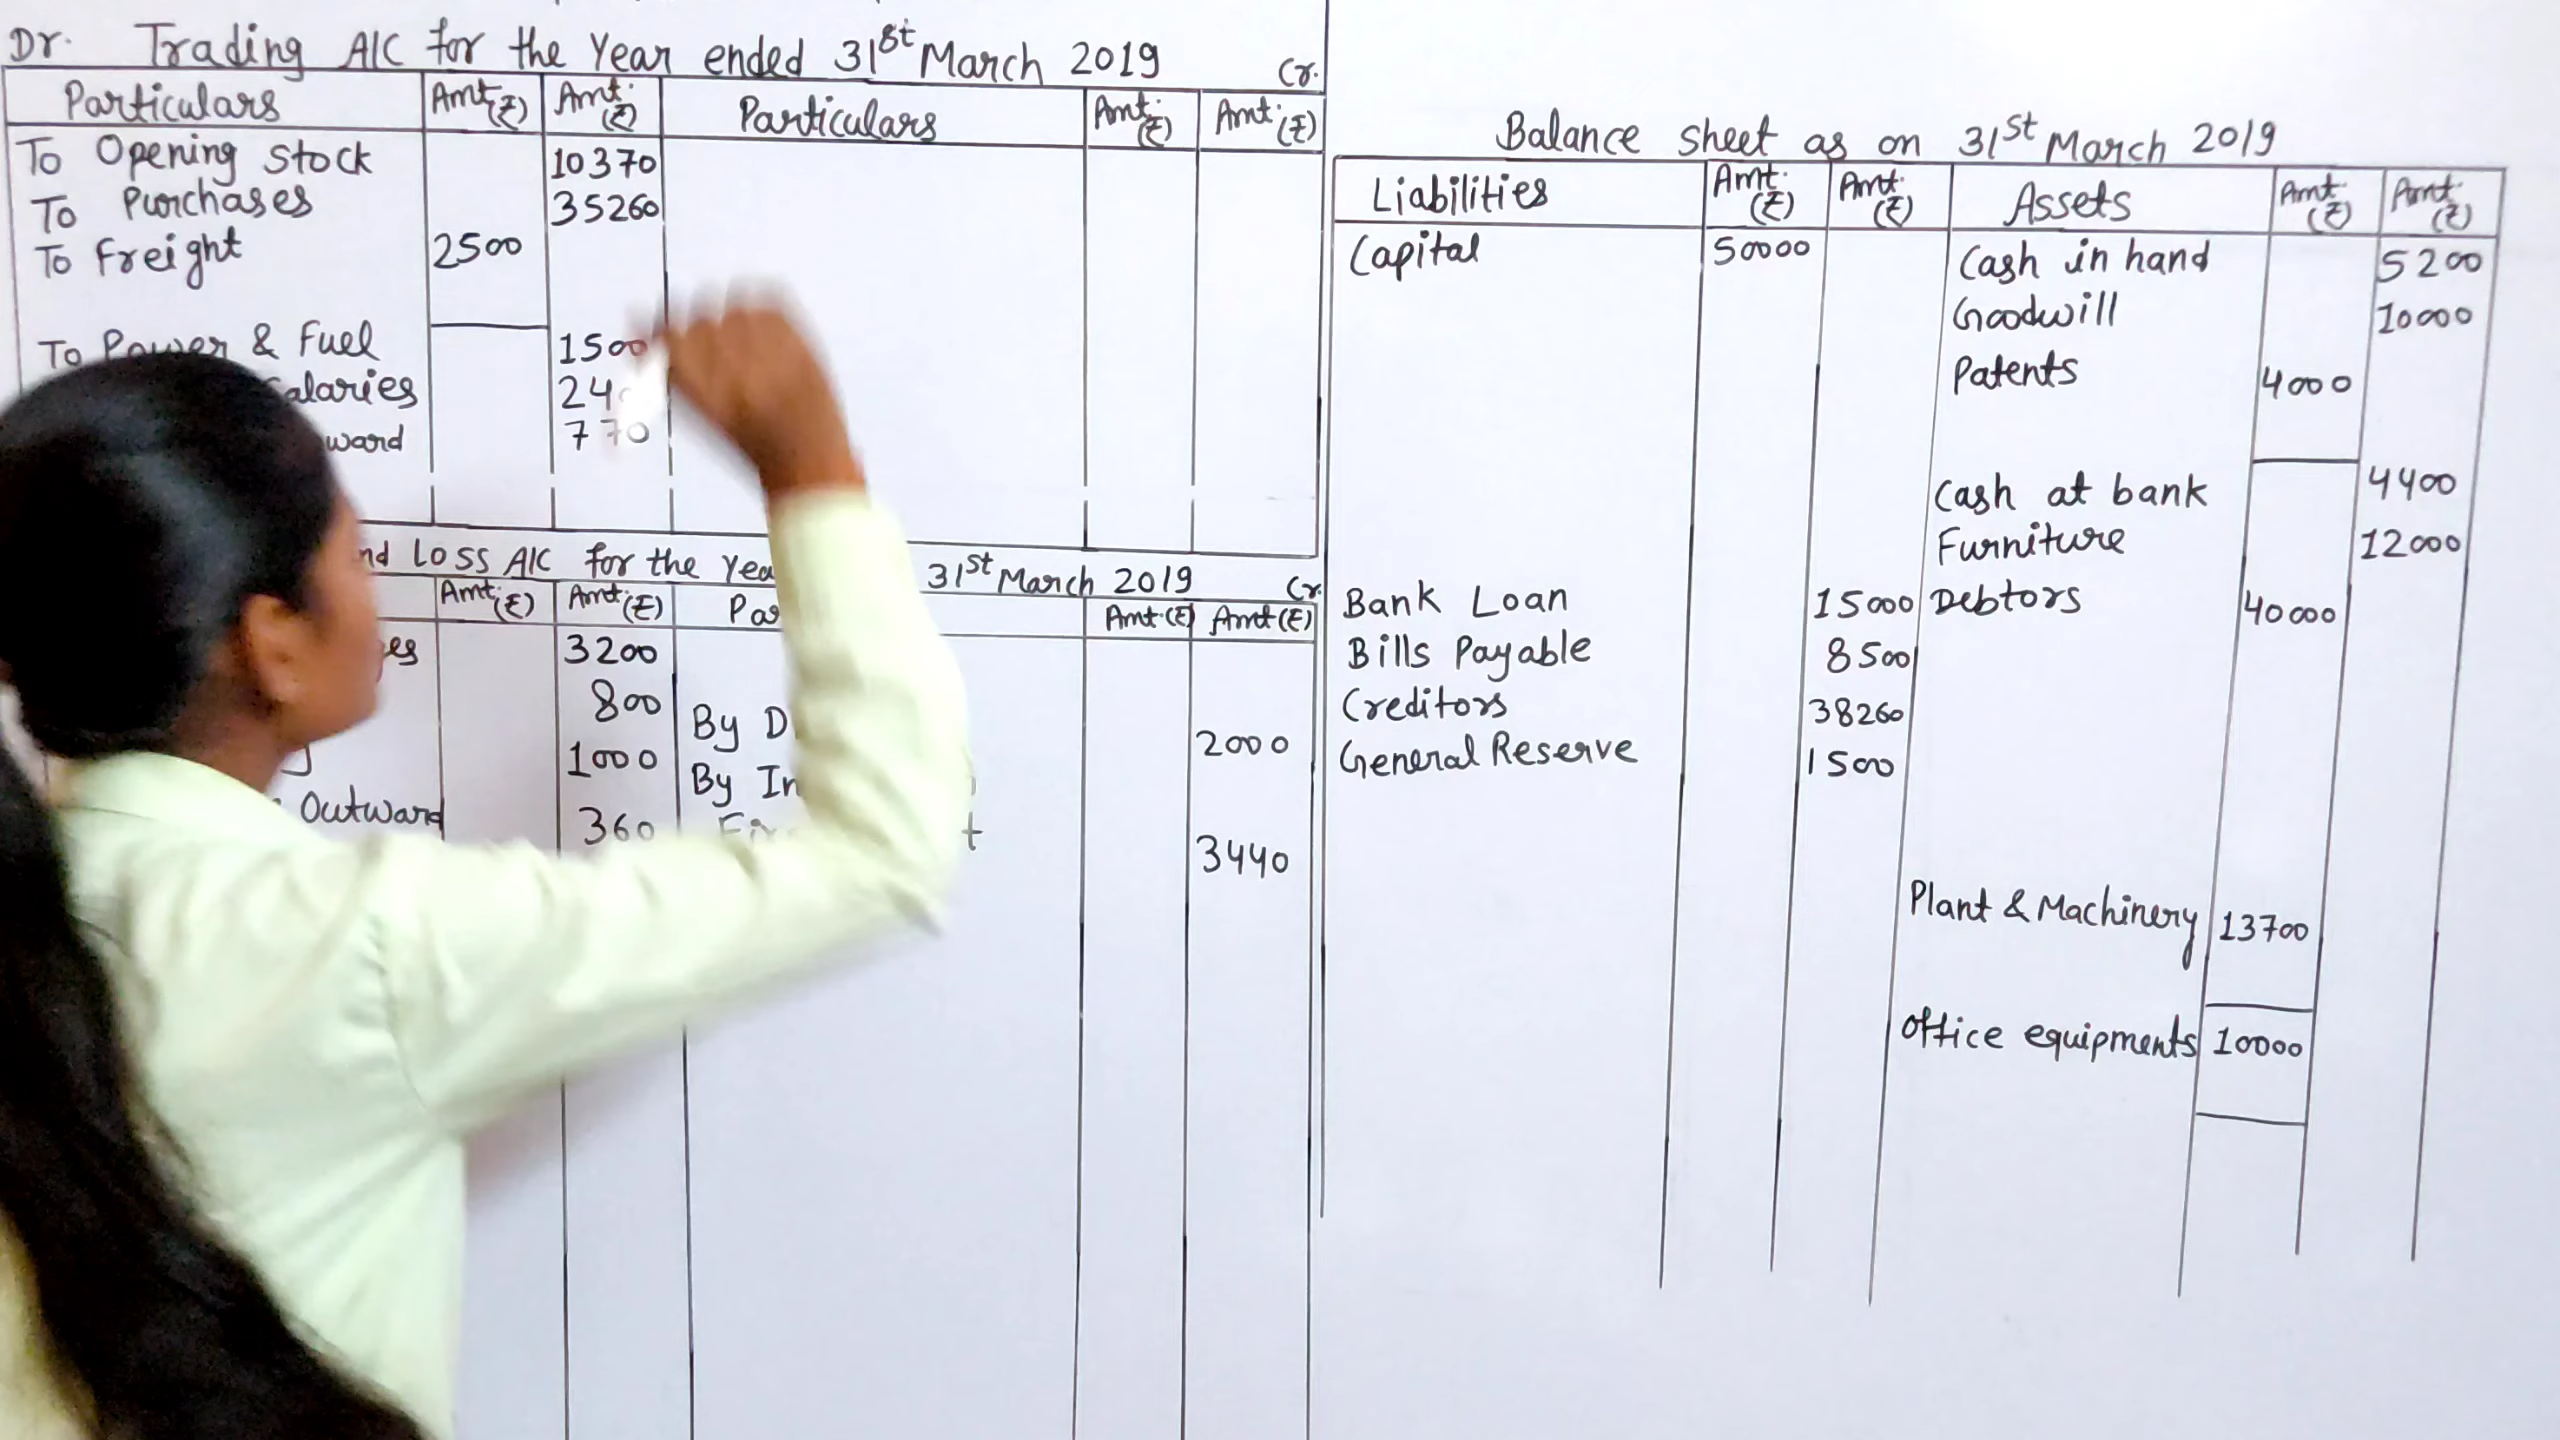 Dr. Trading A/C for the Year ended 31st March 2019 Cr.
Particulars Amt.(₹) Amt.(₹) Particulars Amt.(₹) Amt.(₹)
To Opening Stock 10370
To Purchases 35260
To Freight 2500
To Power & Fuel 1500
Salaries 24
ward 770
nd Loss A/C for the Yea 31st March 2019 Cr.
Amt.(₹) Amt.(₹) Pa Amt.(₹) Amt.(₹)
es 3200
800
By D 2000
1000
By In
Outward 360
3440
Balance Sheet as on 31st March 2019
Liabilities Amt.(₹) Amt.(₹) Assets Amt.(₹) Amt.(₹)
Capital 50000 Cash in hand 5200
Goodwill 10000
Patents 4000
Cash at bank 4400
Furniture 12000
Bank Loan 15000 Debtors 40000
Bills Payable 8500
Creditors 38260
General Reserve 1500
Plant & Machinery 13700
Office equipments 10000